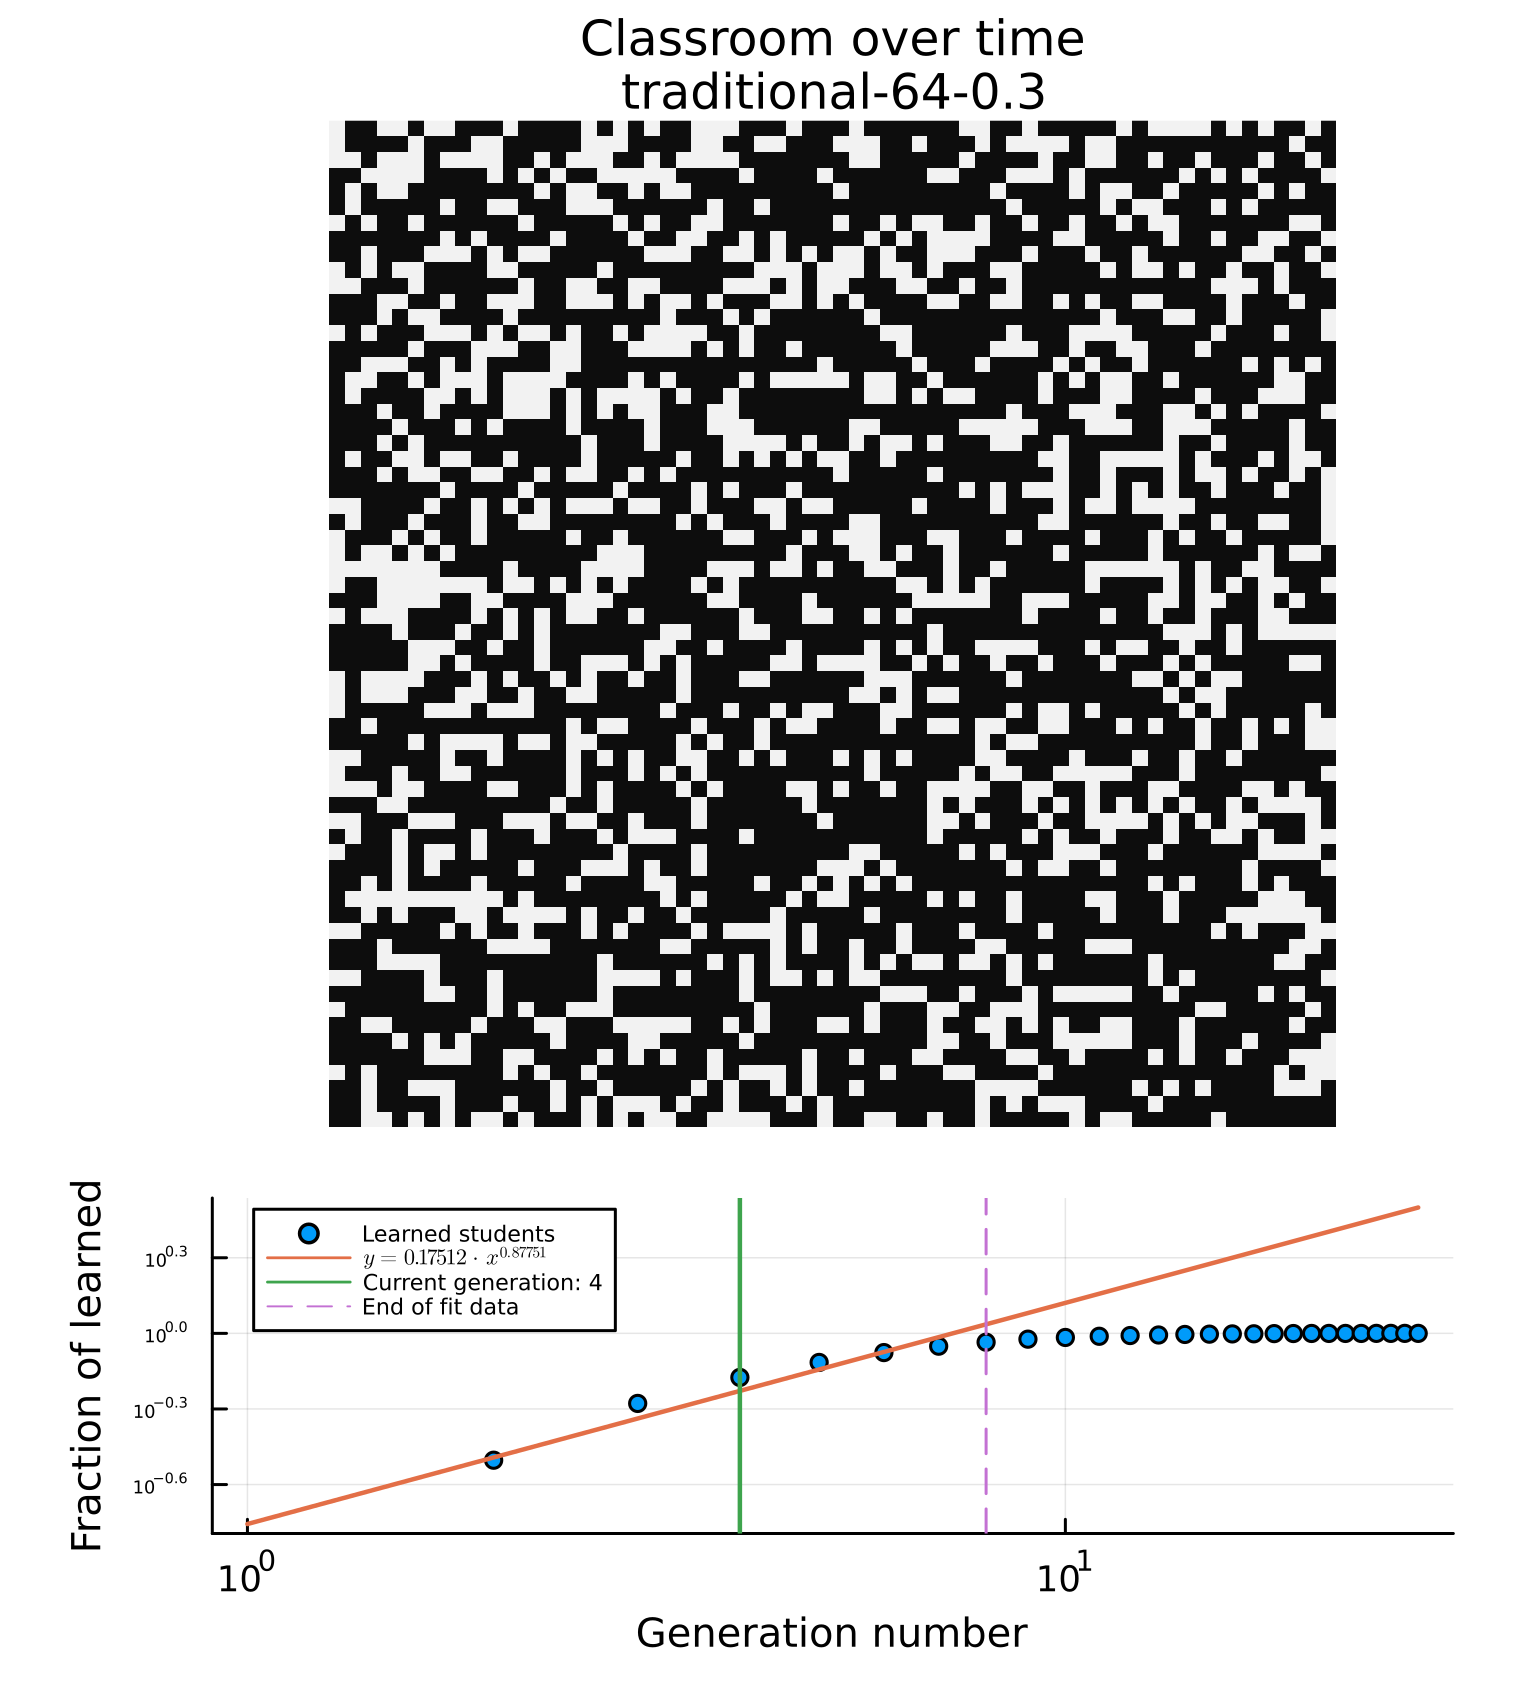 Classroom over time
traditional-64-0.3
Fraction of learned
10^0.3
10^0.0
10^−0.3
10^−0.6
Learned students
y = 0.17512 · x^0.87751
Current generation: 4
End of fit data
10^0
10^1
Generation number